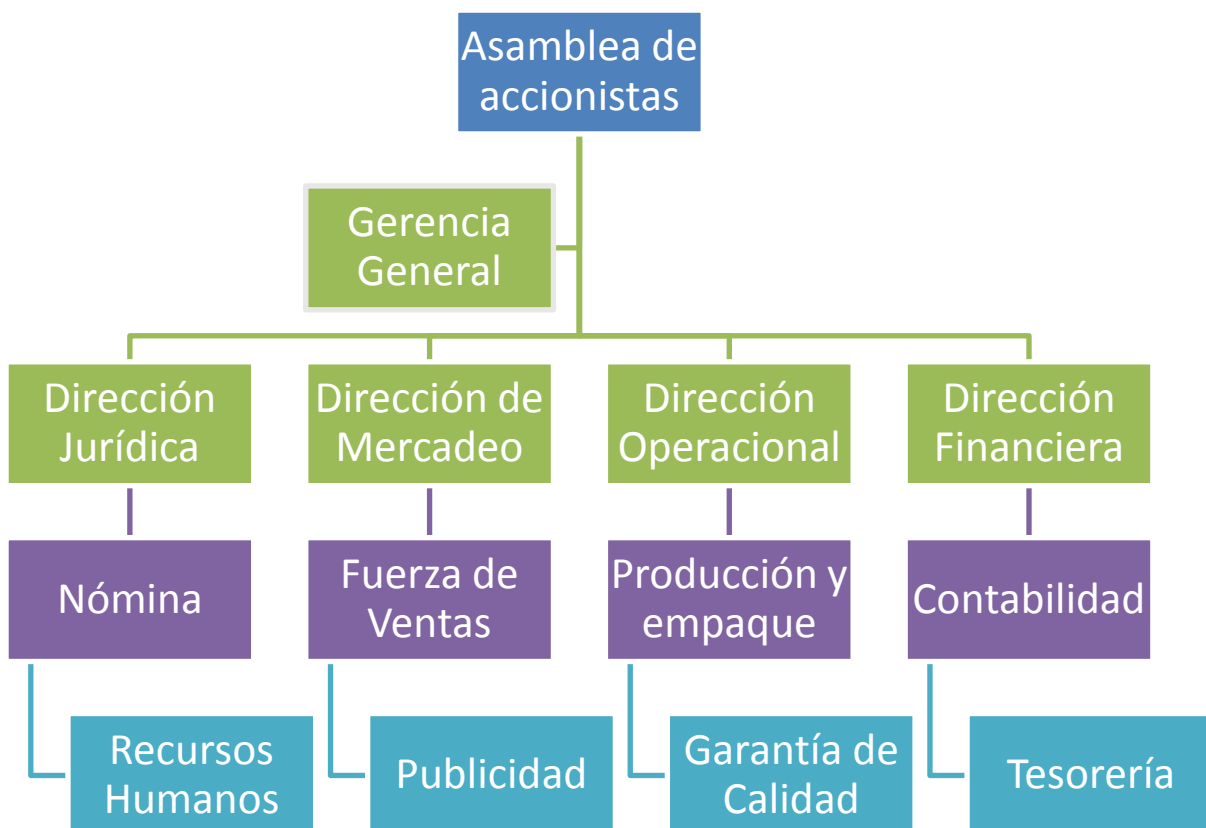 Asamblea de
accionistas
Gerencia
General
Dirección
Jurídica
Dirección de
Mercadeo
Dirección
Operacional
Dirección
Financiera
Nómina
Fuerza de
Ventas
Producción y
empaque
Contabilidad
Recursos
Humanos
Publicidad
Garantía de
Calidad
Tesorería